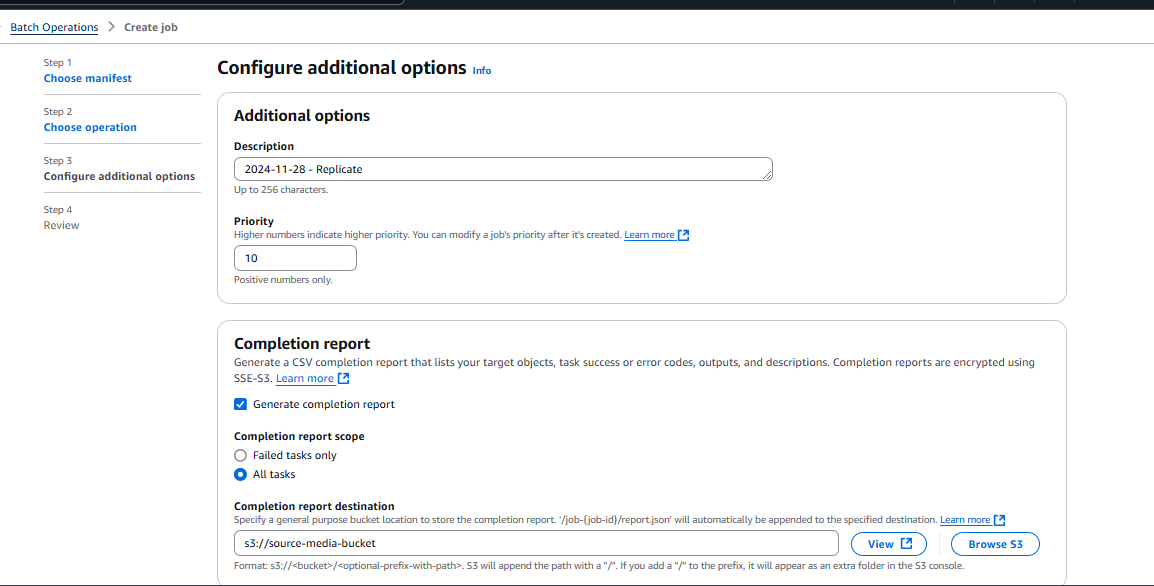 Batch Operations > Create job
Step 1
Choose manifest
Step 2
Choose operation
Step 3
Configure additional options
Step 4
Review
Configure additional options Info
Additional options
Description
2024-11-28 - Replicate
Up to 256 characters.
Priority
Higher numbers indicate higher priority. You can modify a job's priority after it's created. Learn more
10
Positive numbers only.
Completion report
Generate a CSV completion report that lists your target objects, task success or error codes, outputs, and descriptions. Completion reports are encrypted using
SSE-S3. Learn more
Generate completion report
Completion report scope
Failed tasks only
All tasks
Completion report destination
Specify a general purpose bucket location to store the completion report. '/job-{job-id}/report.json' will automatically be appended to the specified destination. Learn more
s3://source-media-bucket View Browse S3
Format: s3://<bucket>/<optional-prefix-with-path>. S3 will append the path with a "/". If you add a "/" to the prefix, it will appear as an extra folder in the S3 console.